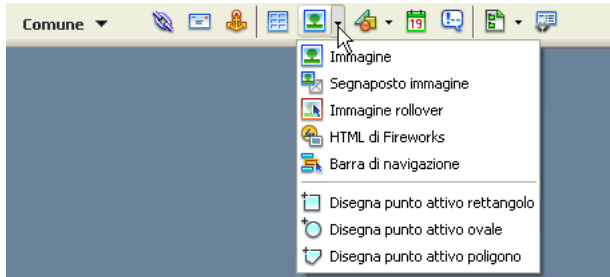 Comune
19
Immagine
Segnaposto immagine
Immagine rollover
HTML di Fireworks
Barra di navigazione
Disegna punto attivo rettangolo
Disegna punto attivo ovale
Disegna punto attivo poligono